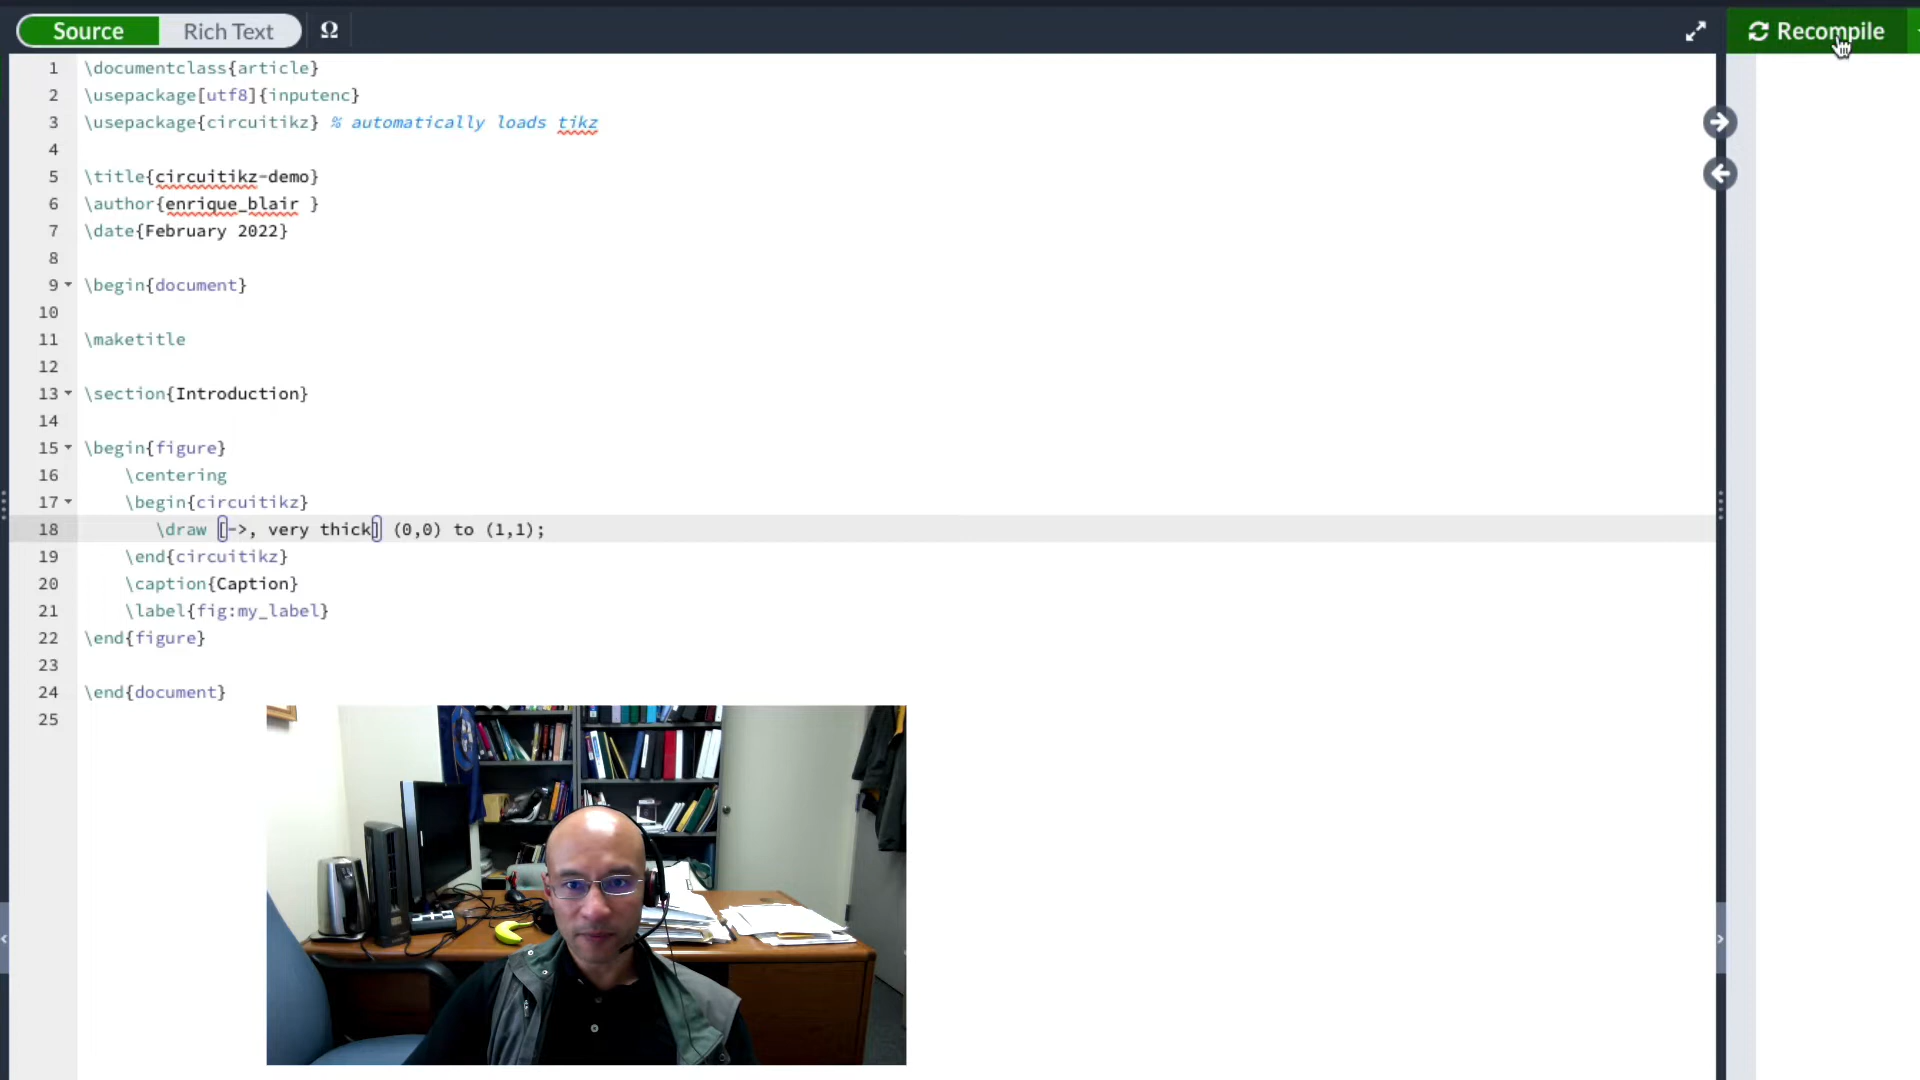 Source Rich Text Ω Recompile
1 \documentclass{article}
2 \usepackage[utf8]{inputenc}
3 \usepackage{circuitikz} % automatically loads tikz
4
5 \title{circuitikz-demo}
6 \author{enrique_blair }
7 \date{February 2022}
8
9 \begin{document}
10
11 \maketitle
12
13 \section{Introduction}
14
15 \begin{figure}
16 \centering
17 \begin{circuitikz}
18 \draw [->, very thick] (0,0) to (1,1);
19 \end{circuitikz}
20 \caption{Caption}
21 \label{fig:my_label}
22 \end{figure}
23
24 \end{document}
25